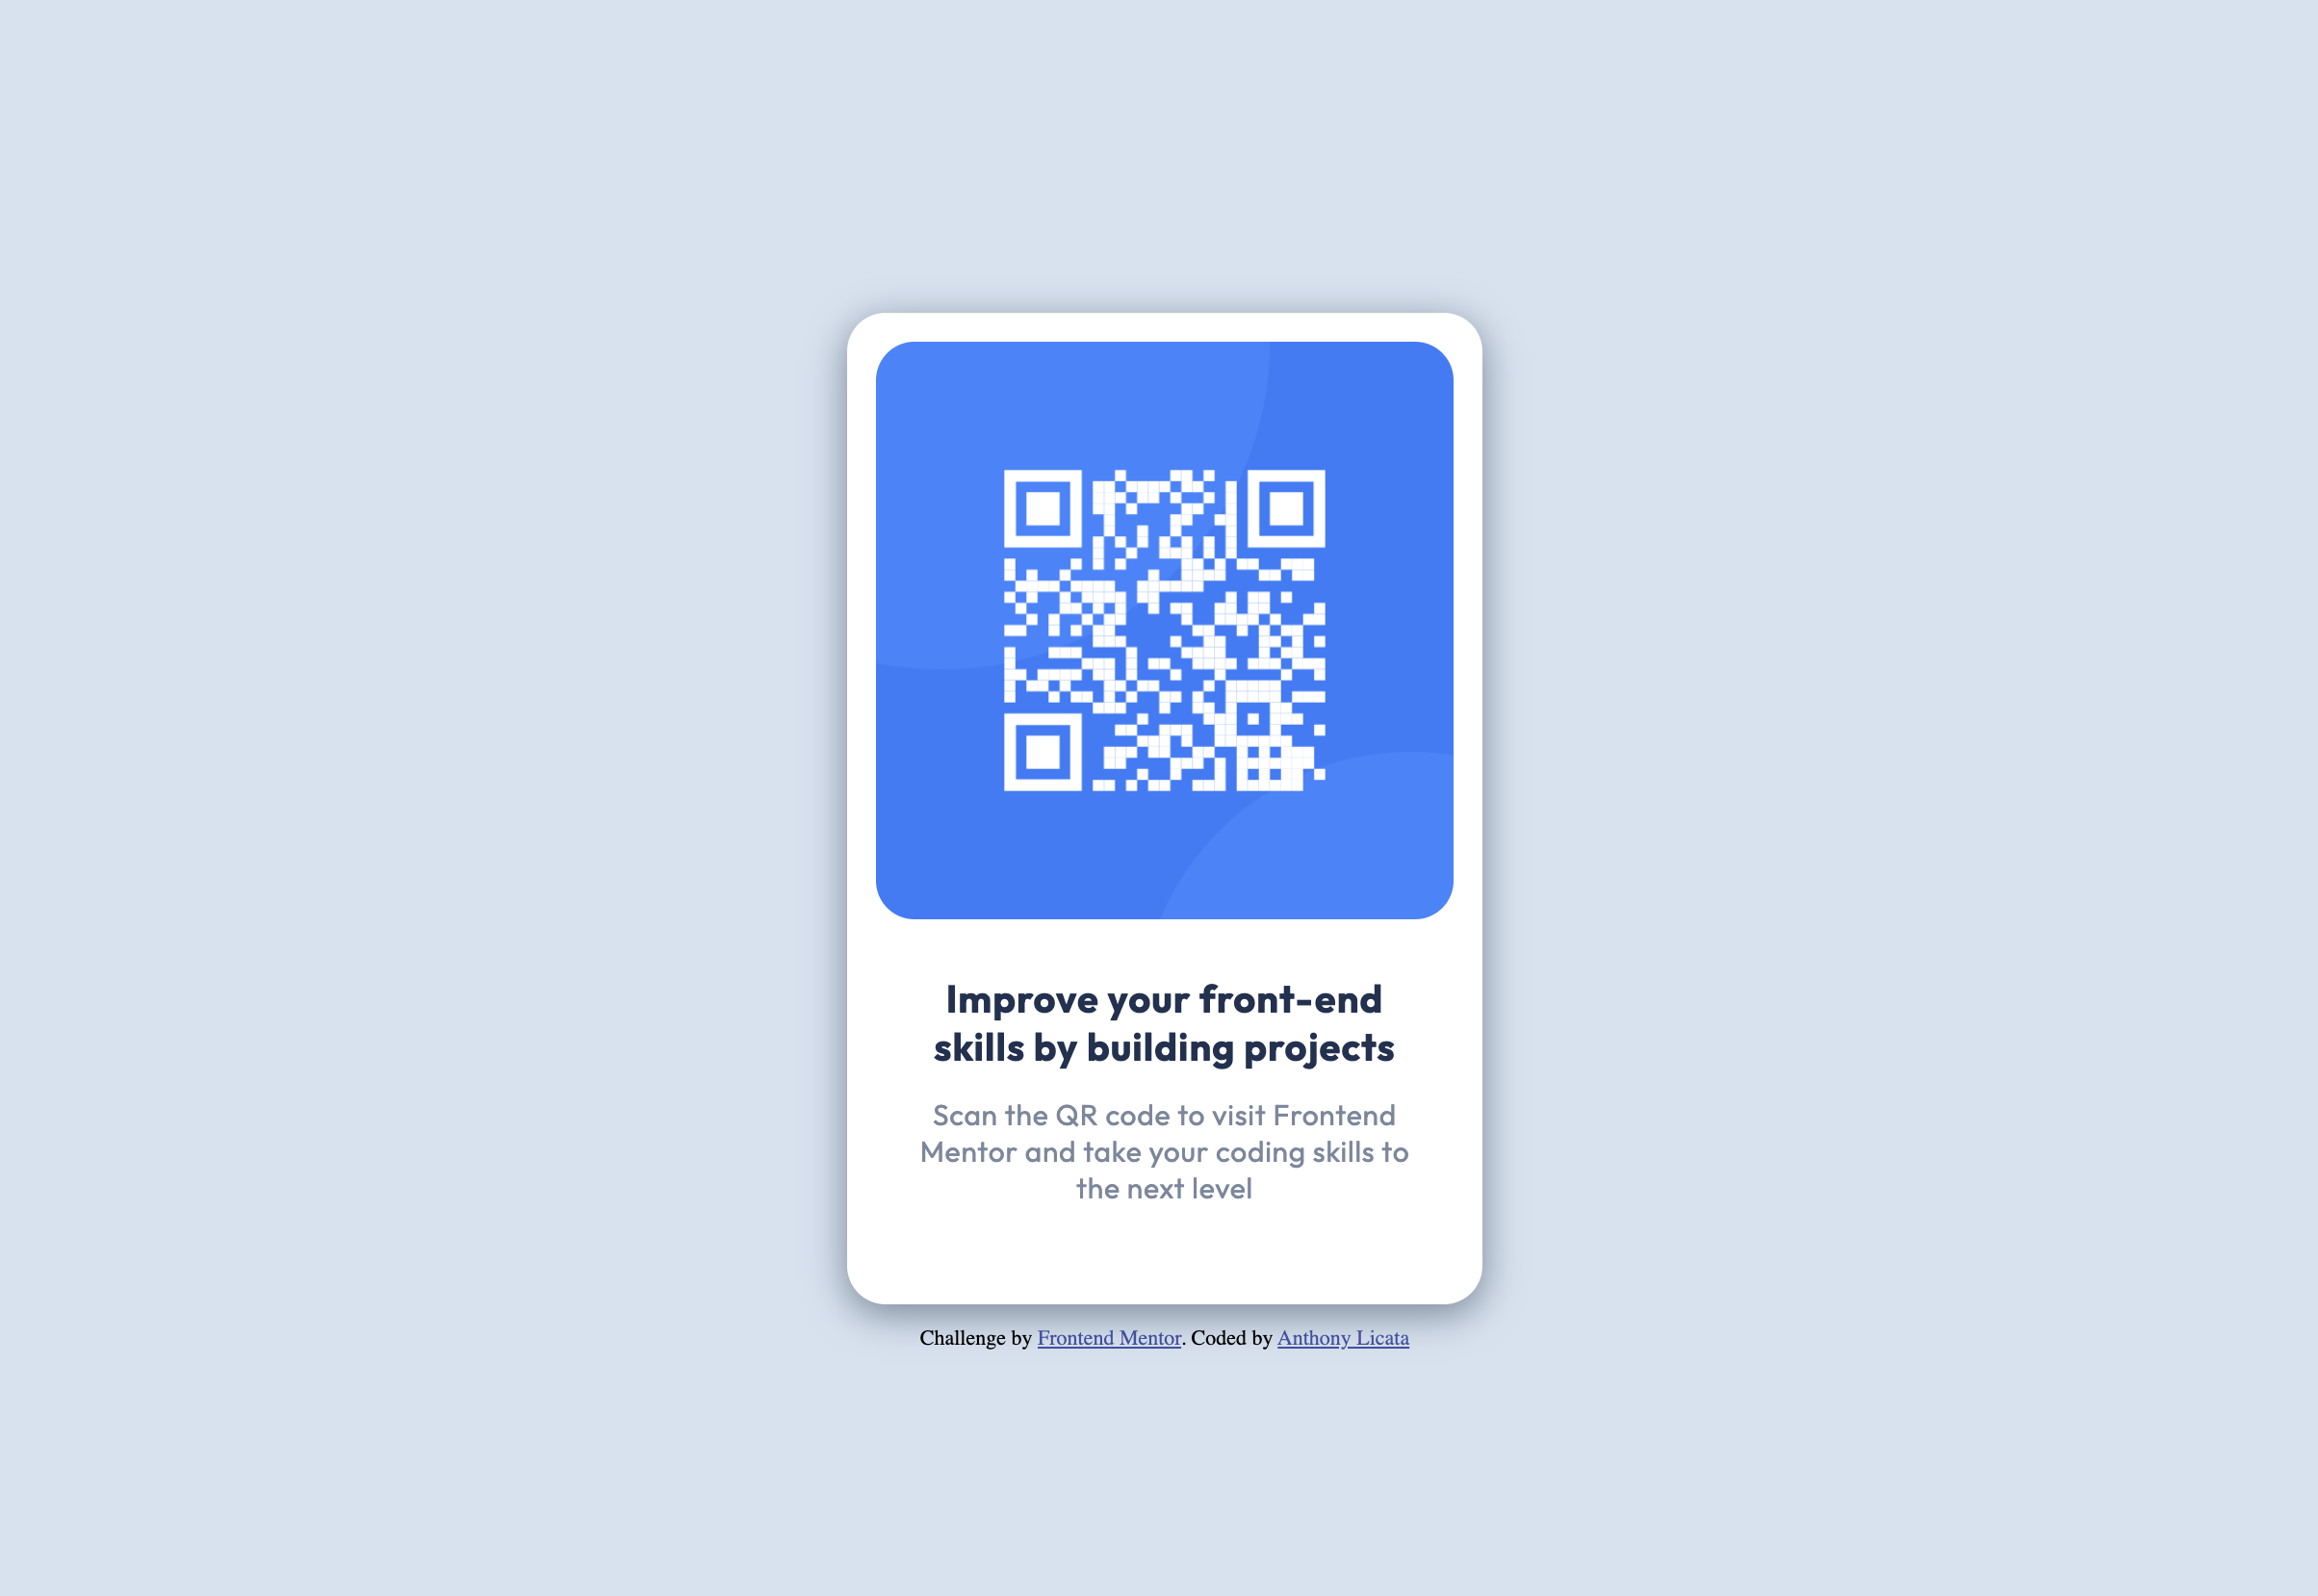 Improve your front-end
skills by building projects
Scan the QR code to visit Frontend
Mentor and take your coding skills to
the next level
Challenge by Frontend Mentor. Coded by Anthony Licata